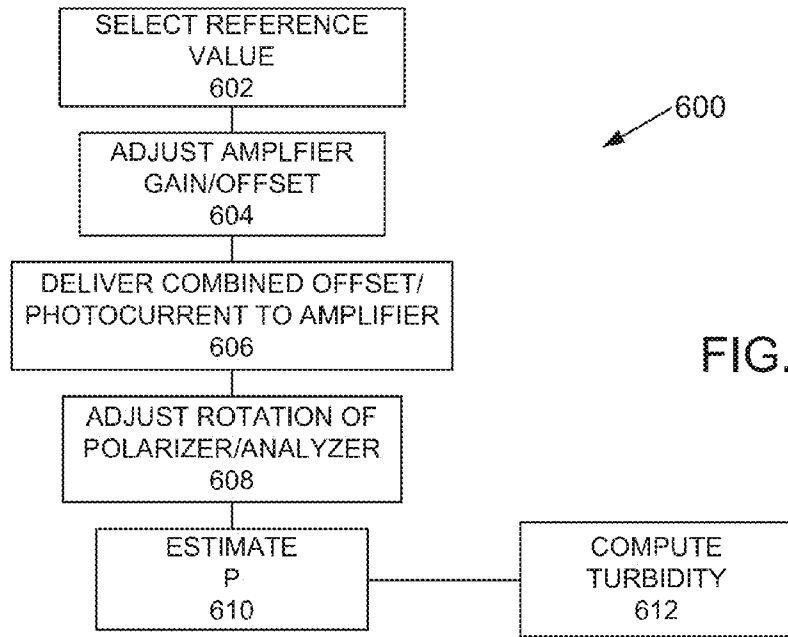 SELECT REFERENCE
VALUE
602
600
ADJUST AMPLFIER
GAIN/OFFSET
604
DELIVER COMBINED OFFSET/
PHOTOCURRENT TO AMPLIFIER
606
FIG.
ADJUST ROTATION OF
POLARIZER/ANALYZER
608
ESTIMATE
P
610
COMPUTE
TURBIDITY
612